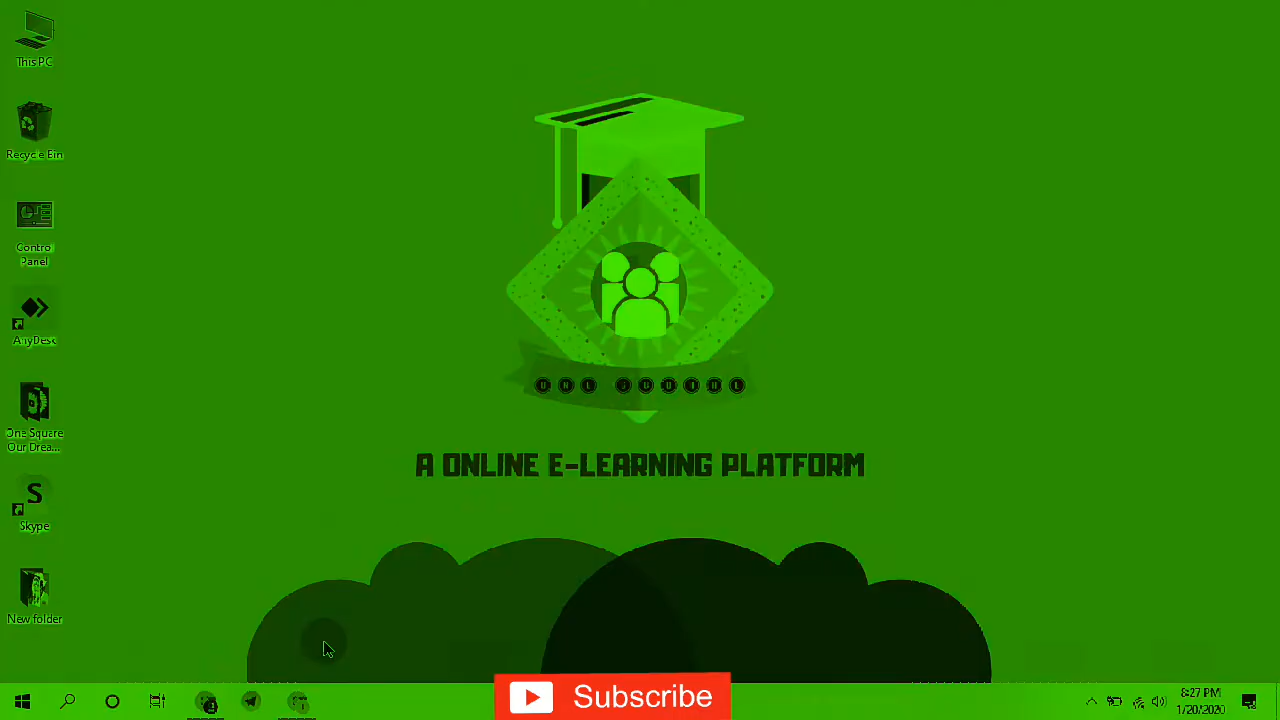 This PC
Recycle Bin
Control
Panel
AnyDesk
One Square
Our Drea...
Skype
New folder
A ONLINE E-LEARNING PLATFORM
Subscribe
8:27 PM
1/20/2020